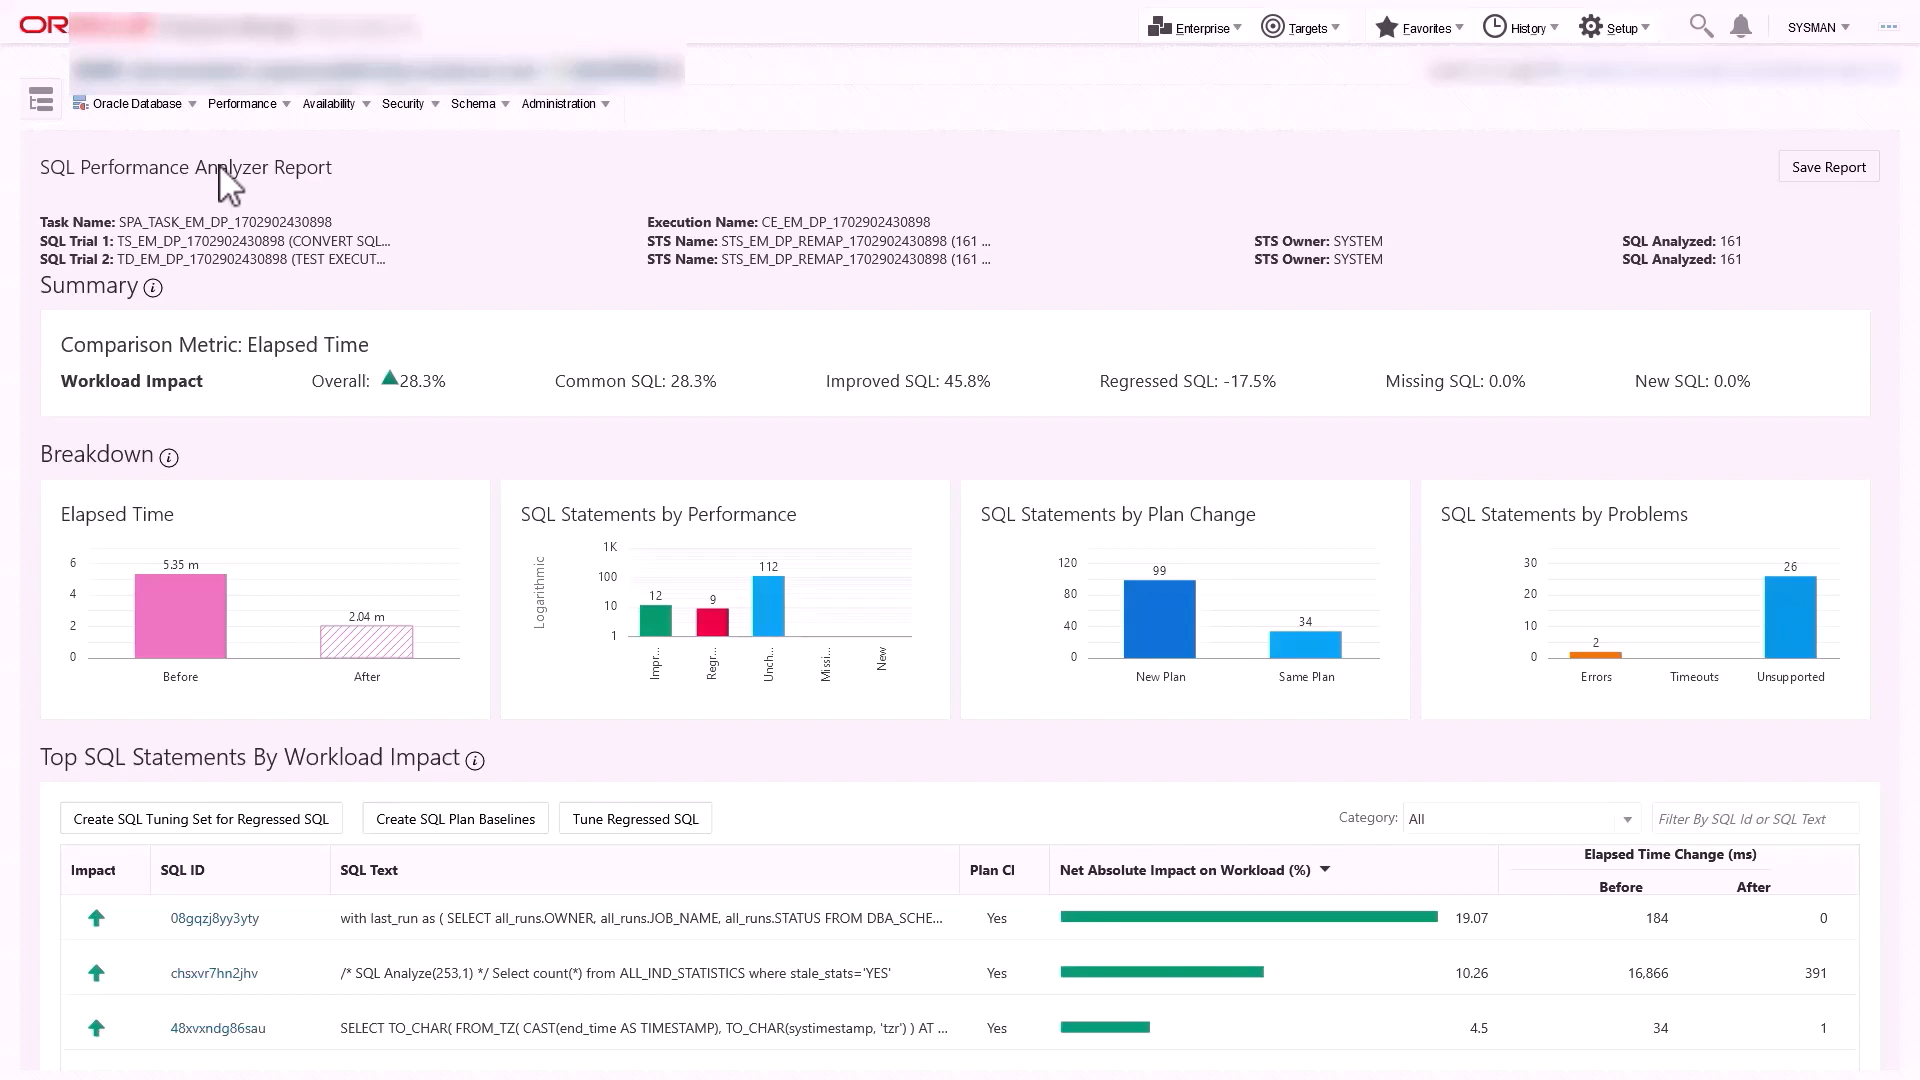 OR
Enterprise
Targets
Favorites
History
Setup
SYSMAN
Oracle Database
Performance
Availability
Security
Schema
Administration
SQL Performance Analyzer Report
Save Report
Task Name: SPA_TASK_EM_DP_1702902430898
Execution Name: CE_EM_DP_1702902430898
SQL Trial 1: TS_EM_DP_1702902430898 (CONVERT SQL...
STS Name: STS_EM_DP_REMAP_1702902430898 (161 ...
STS Owner: SYSTEM
SQL Analyzed: 161
SQL Trial 2: TD_EM_DP_1702902430898 (TEST EXECUT...
STS Name: STS_EM_DP_REMAP_1702902430898 (161 ...
STS Owner: SYSTEM
SQL Analyzed: 161
Summary
Comparison Metric: Elapsed Time
Workload Impact
Overall: 28.3%
Common SQL: 28.3%
Improved SQL: 45.8%
Regressed SQL: -17.5%
Missing SQL: 0.0%
New SQL: 0.0%
Breakdown
Elapsed Time
6
4
2
0
5.35 m
2.04 m
Before
After
SQL Statements by Performance
Logarithmic
1K
100
10
1
12
9
112
Impr...
Regr...
Unch...
Missi...
New
SQL Statements by Plan Change
120
80
40
0
99
34
New Plan
Same Plan
SQL Statements by Problems
30
20
10
0
2
26
Errors
Timeouts
Unsupported
Top SQL Statements By Workload Impact
Create SQL Tuning Set for Regressed SQL
Create SQL Plan Baselines
Tune Regressed SQL
Category: All
Filter By SQL Id or SQL Text
Impact
SQL ID
SQL Text
Plan Cl
Net Absolute Impact on Workload (%)
Elapsed Time Change (ms)
Before
After
08gqzj8yy3yty
with last_run as ( SELECT all_runs.OWNER, all_runs.JOB_NAME, all_runs.STATUS FROM DBA_SCHE...
Yes
19.07
184
0
chsxvr7hn2jhv
/* SQL Analyze(253,1) */ Select count(*) from ALL_IND_STATISTICS where stale_stats='YES'
Yes
10.26
16,866
391
48xvxndg86sau
SELECT TO_CHAR( FROM_TZ( CAST(end_time AS TIMESTAMP), TO_CHAR(systimestamp, 'tzr') ) AT ...
Yes
4.5
34
1